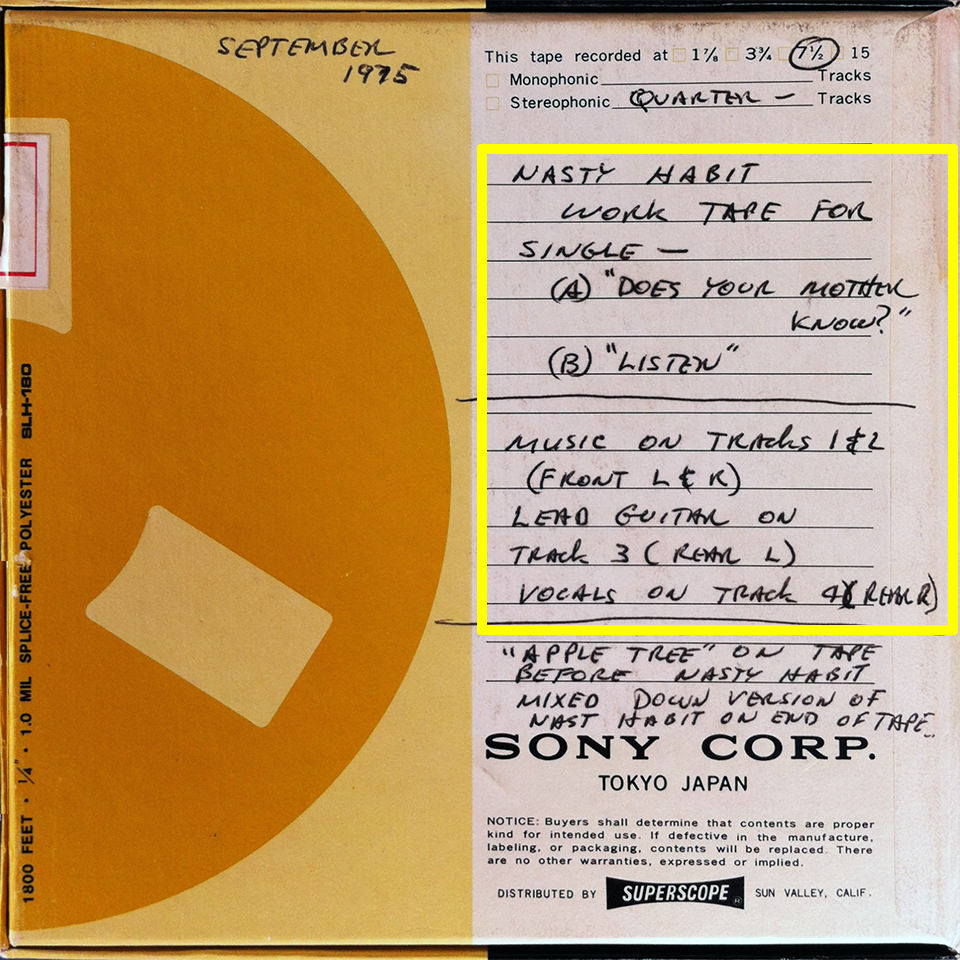 SEPTEMBER
1975
This tape recorded at 1⅞ 3¾ 7½ 15
Monophonic Tracks
Stereophonic QUARTER — Tracks
NASTY HABIT
WORK TAPE FOR
SINGLE —
(A) "DOES YOUR MOTHER
KNOW?"
(B) "LISTEN"
MUSIC ON TRACKS 1 & 2
(FRONT L & R)
LEAD GUITAR ON
TRACK 3 (REAR L)
VOCALS ON TRACK 4 (REAR R)
"APPLE TREE" ON TAPE
BEFORE NASTY HABIT
MIXED DOWN VERSION OF
NAST HABIT ON END OF TAPE..
SONY CORP.
TOKYO JAPAN
NOTICE: Buyers shall determine that contents are proper
kind for intended use. If defective in the manufacture,
labeling, or packaging, contents will be replaced. There
are no other warranties, expressed or implied.
DISTRIBUTED BY SUPERSCOPE® SUN VALLEY, CALIF.
1800 FEET • ¼" • 1.0 MIL SPLICE-FREE POLYESTER SLH-180